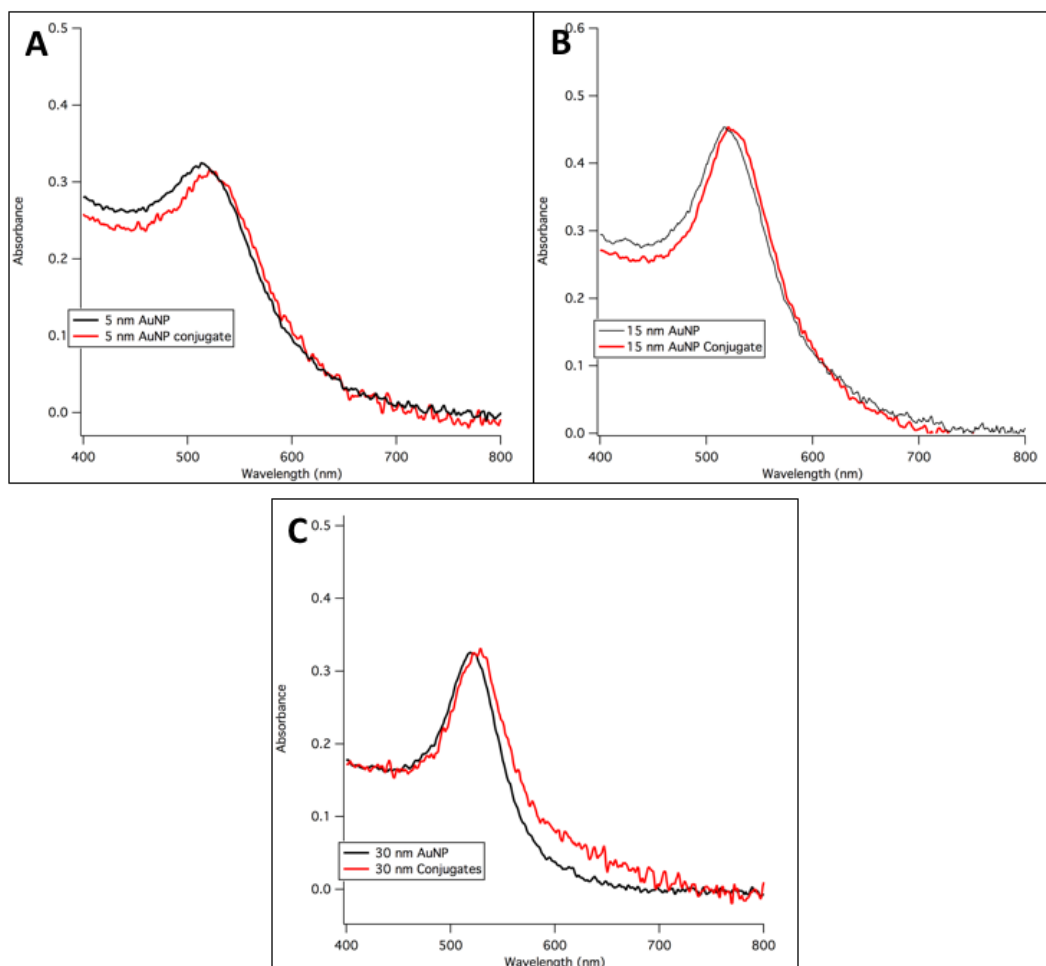 A
0.5
0.4
0.3
0.2
0.1
0.0
Absorbance
5 nm AuNP
5 nm AuNP conjugate
400
500
600
700
800
Wavelength (nm)
B
0.6
0.5
0.4
0.3
0.2
0.1
0.0
Absorbance
15 nm AuNP
15 nm AuNP Conjugate
400
500
600
700
800
Wavelength (nm)
C
0.5
0.4
0.3
0.2
0.1
0.0
Absorbance
30 nm AuNP
30 nm Conjugates
400
500
600
700
800
Wavelength (nm)